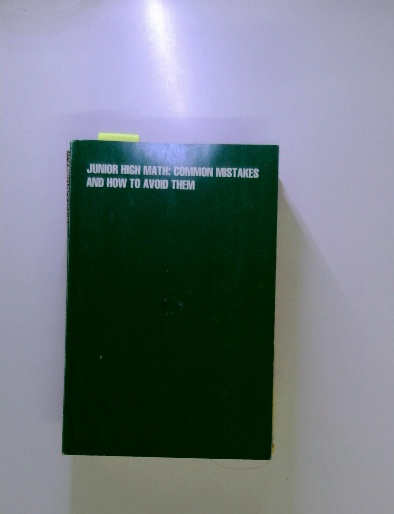 JUNIOR HIGH MATH: COMMON MISTAKES
AND HOW TO AVOID THEM